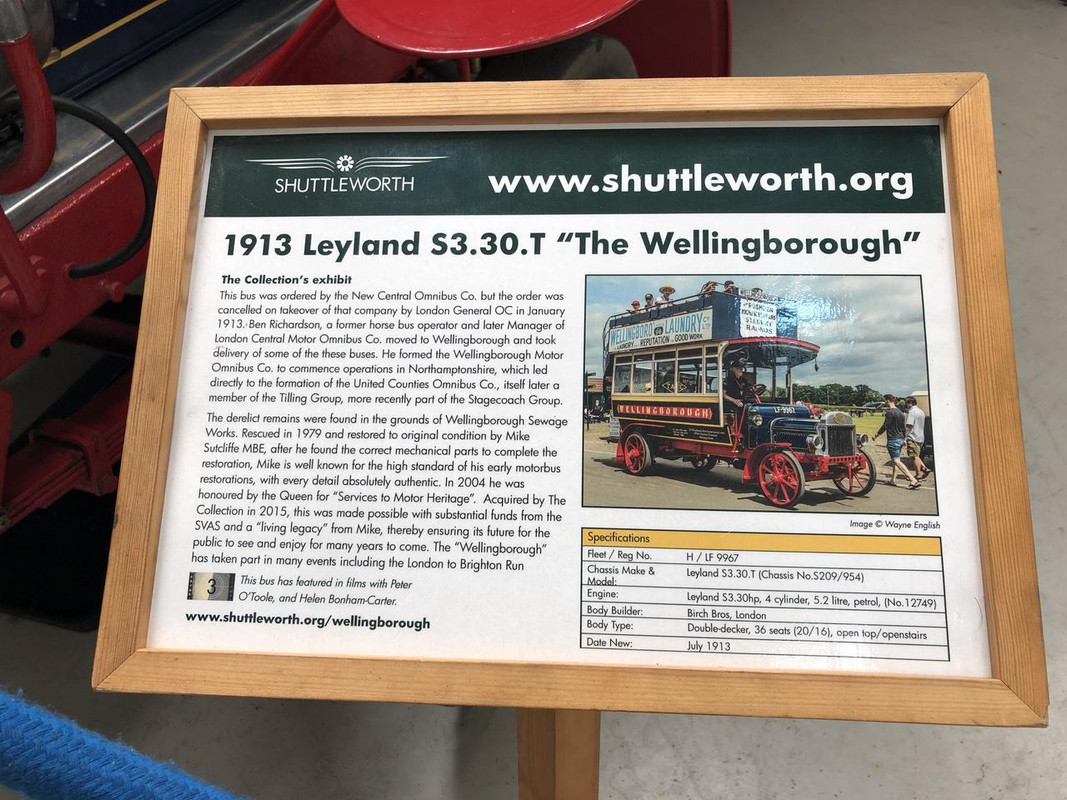 SHUTTLEWORTH
www.shuttleworth.org
1913 Leyland S3.30.T “The Wellingborough”
The Collection’s exhibit
This bus was ordered by the New Central Omnibus Co. but the order was
cancelled on takeover of that company by London General OC in January
1913. Ben Richardson, a former horse bus operator and later Manager of
London Central Motor Omnibus Co. moved to Wellingborough and took
delivery of some of the these buses. He formed the Wellingborough Motor
Omnibus Co. to commence operations in Northamptonshire, which led
directly to the formation of the United Counties Omnibus Co., itself later a
member of the Tilling Group, more recently part of the Stagecoach Group.
The derelict remains were found in the grounds of Wellingborough Sewage
Works. Rescued in 1979 and restored to original condition by Mike
Sutcliffe MBE, after he found the correct mechanical parts to complete the
restoration, Mike is well known for the high standard of his early motorbus
restorations, with every detail absolutely authentic. In 2004 he was
honoured by the Queen for “Services to Motor Heritage”. Acquired by The
Collection in 2015, this was made possible with substantial funds from the
SVAS and a “living legacy” from Mike, thereby ensuring its future for the
public to see and enjoy for many years to come. The “Wellingborough”
has taken part in many events including the London to Brighton Run
3
This bus has featured in films with Peter
O’Toole, and Helen Bonham-Carter.
www.shuttleworth.org/wellingborough
WELLINGBORO LAUNDRY CO LTD
REPUTATION GOOD WORK
WELLINGBOROUGH
LF 9967
Image © Wayne English
Specifications
Fleet / Reg No. H / LF 9967
Chassis Make & Model: Leyland S3.30.T (Chassis No.S209/954)
Engine: Leyland S3.30hp, 4 cylinder, 5.2 litre, petrol, (No.12749)
Body Builder: Birch Bros, London
Body Type: Double-decker, 36 seats (20/16), open top/openstairs
Date New: July 1913